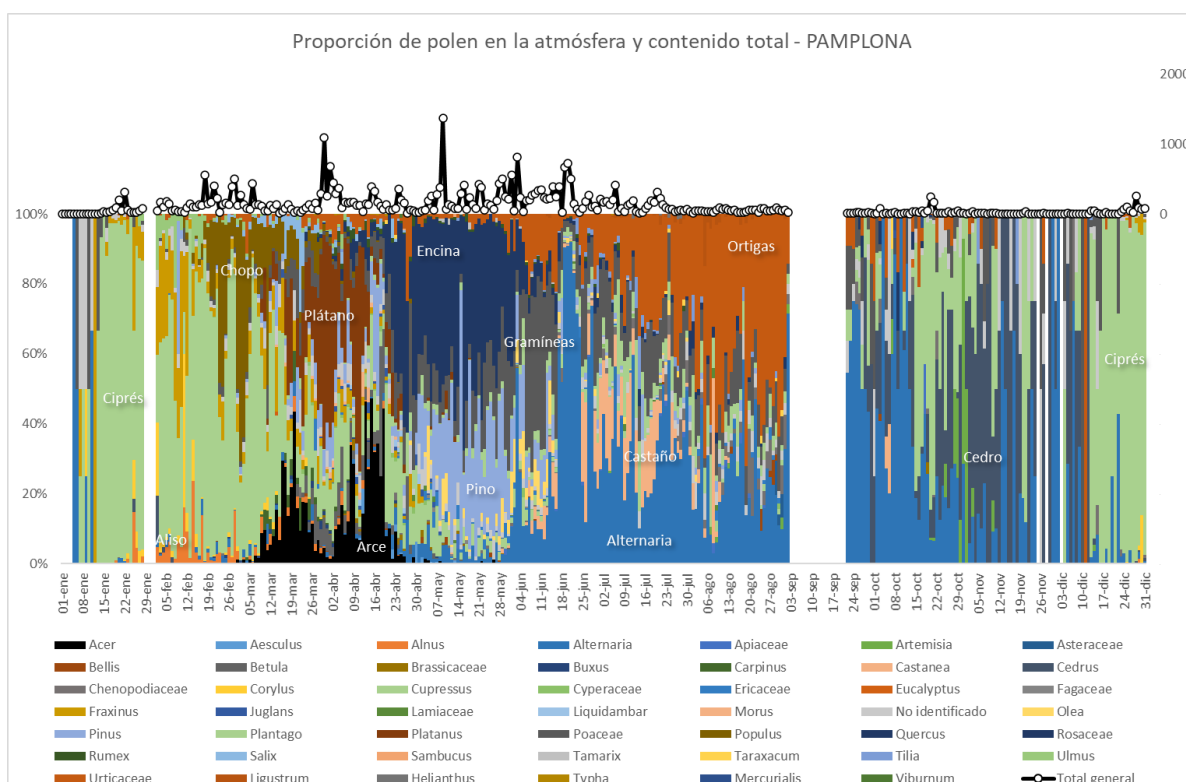 Proporción de polen en la atmósfera y contenido total - PAMPLONA
2000
1000
0
100%
80%
60%
40%
20%
0%
Encina
Ortigas
Chopo
Plátano
Gramíneas
Ciprés
Ciprés
Castaño
Cedro
Pino
Aliso
Arce
Alternaria
01-ene 08-ene 15-ene 22-ene 29-ene 05-feb 12-feb 19-feb 26-feb 05-mar 12-mar 19-mar 26-mar 02-abr 09-abr 16-abr 23-abr 30-abr 07-may 14-may 21-may 28-may 04-jun 11-jun 18-jun 25-jun 02-jul 09-jul 16-jul 23-jul 30-jul 06-ago 13-ago 20-ago 27-ago 03-sep 10-sep 17-sep 24-sep 01-oct 08-oct 15-oct 22-oct 29-oct 05-nov 12-nov 19-nov 26-nov 03-dic 10-dic 17-dic 24-dic 31-dic
Acer Aesculus Alnus Alternaria Apiaceae Artemisia Asteraceae
Bellis Betula Brassicaceae Buxus Carpinus Castanea Cedrus
Chenopodiaceae Corylus Cupressus Cyperaceae Ericaceae Eucalyptus Fagaceae
Fraxinus Juglans Lamiaceae Liquidambar Morus No identificado Olea
Pinus Plantago Platanus Poaceae Populus Quercus Rosaceae
Rumex Salix Sambucus Tamarix Taraxacum Tilia Ulmus
Urticaceae Ligustrum Helianthus Typha Mercurialis Viburnum Total general